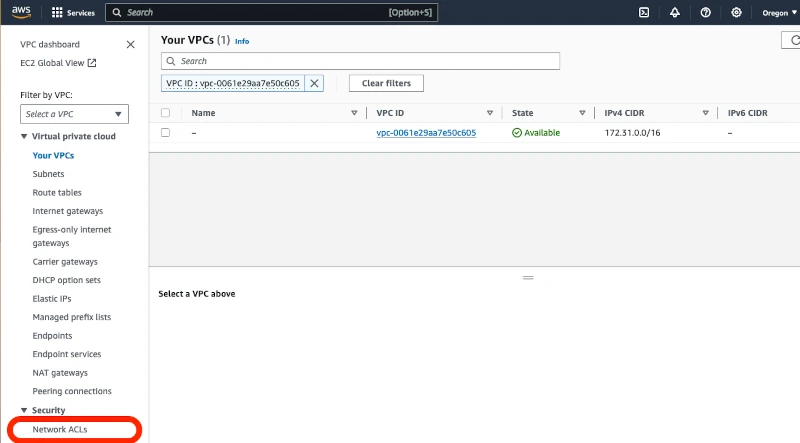 aws
Services
Search
[Option+S]
Oregon
VPC dashboard
EC2 Global View
Filter by VPC:
Select a VPC
Virtual private cloud
Your VPCs
Subnets
Route tables
Internet gateways
Egress-only internet
gateways
Carrier gateways
DHCP option sets
Elastic IPs
Managed prefix lists
Endpoints
Endpoint services
NAT gateways
Peering connections
Security
Network ACLs
Your VPCs (1) Info
Search
VPC ID : vpc-0061e29aa7e50c605
Clear filters
Name VPC ID State IPv4 CIDR IPv6 CIDR
– vpc-0061e29aa7e50c605 Available 172.31.0.0/16 –
Select a VPC above